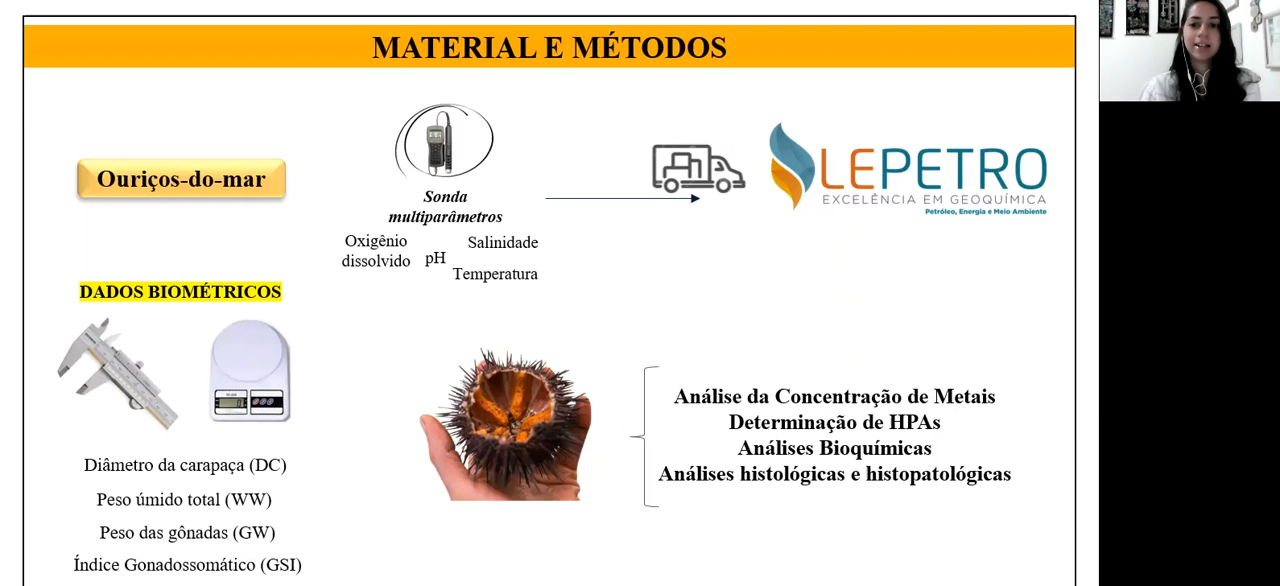 MATERIAL E MÉTODOS
Ouriços-do-mar
Sonda
multiparâmetros
Oxigênio
dissolvido
pH
Salinidade
Temperatura
LEPETRO
EXCELÊNCIA EM GEOQUÍMICA
Petróleo, Energia e Meio Ambiente
DADOS BIOMÉTRICOS
Diâmetro da carapaça (DC)
Peso úmido total (WW)
Peso das gônadas (GW)
Índice Gonadossomático (GSI)
Análise da Concentração de Metais
Determinação de HPAs
Análises Bioquímicas
Análises histológicas e histopatológicas